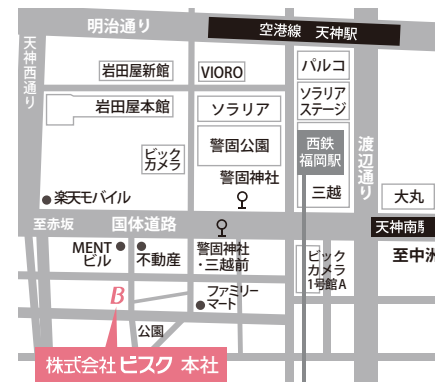 明治通り
空港線 天神駅
天神西通り
岩田屋新館
VIORO
パルコ
岩田屋本館
ソラリア
ソラリア
ステージ
ビック
カメラ
警固公園
西鉄
福岡駅
渡辺通り
警固神社
楽天モバイル
三越
大丸
至赤坂
国体道路
天神南駅
MENT
ビル
不動産
警固神社
・三越前
ビック
カメラ
1号館A
至中洲
B
ファミリー
マート
公園
株式会社 ビスク 本社